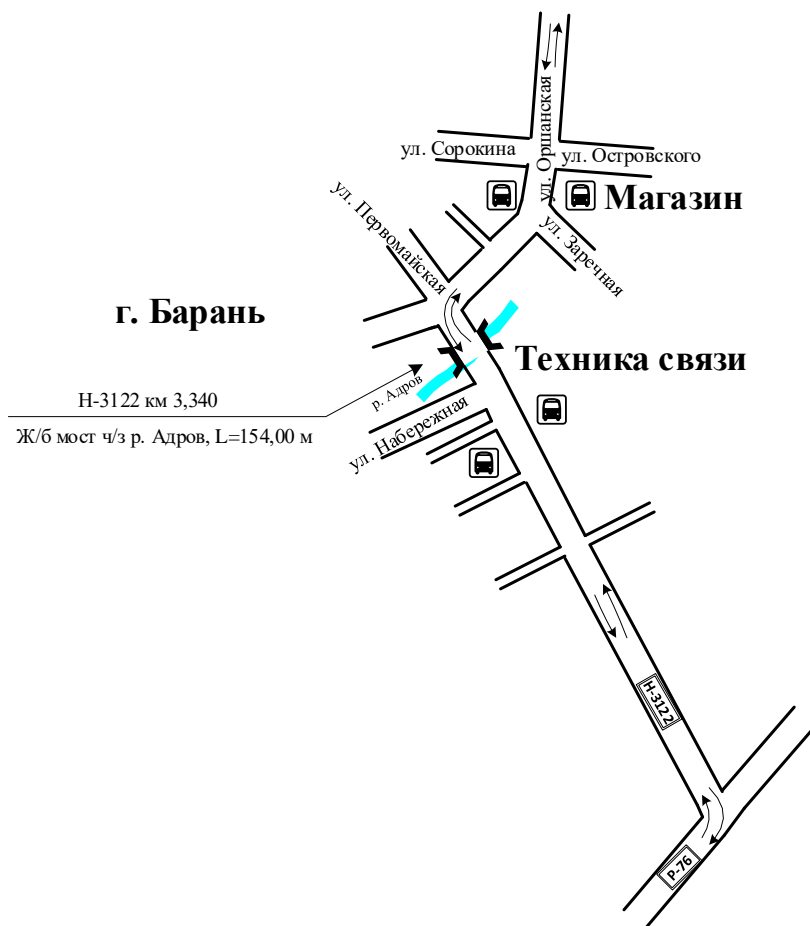 ул. Оршанская
ул. Сорокина
ул. Островского
Магазин
ул. Первомайская
ул. Заречная
г. Барань
Техника связи
р. Адров
Н-3122 км 3,340
Ж/б мост ч/з р. Адров, L=154,00 м
ул. Набережная
Н-3122
Р-76